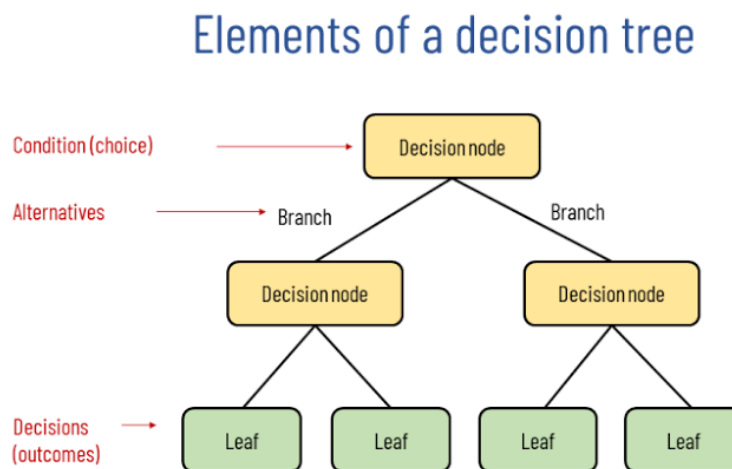 Elements of a decision tree
Condition (choice)
Decision node
Alternatives
Branch
Branch
Decision node
Decision node
Decisions
(outcomes)
Leaf
Leaf
Leaf
Leaf